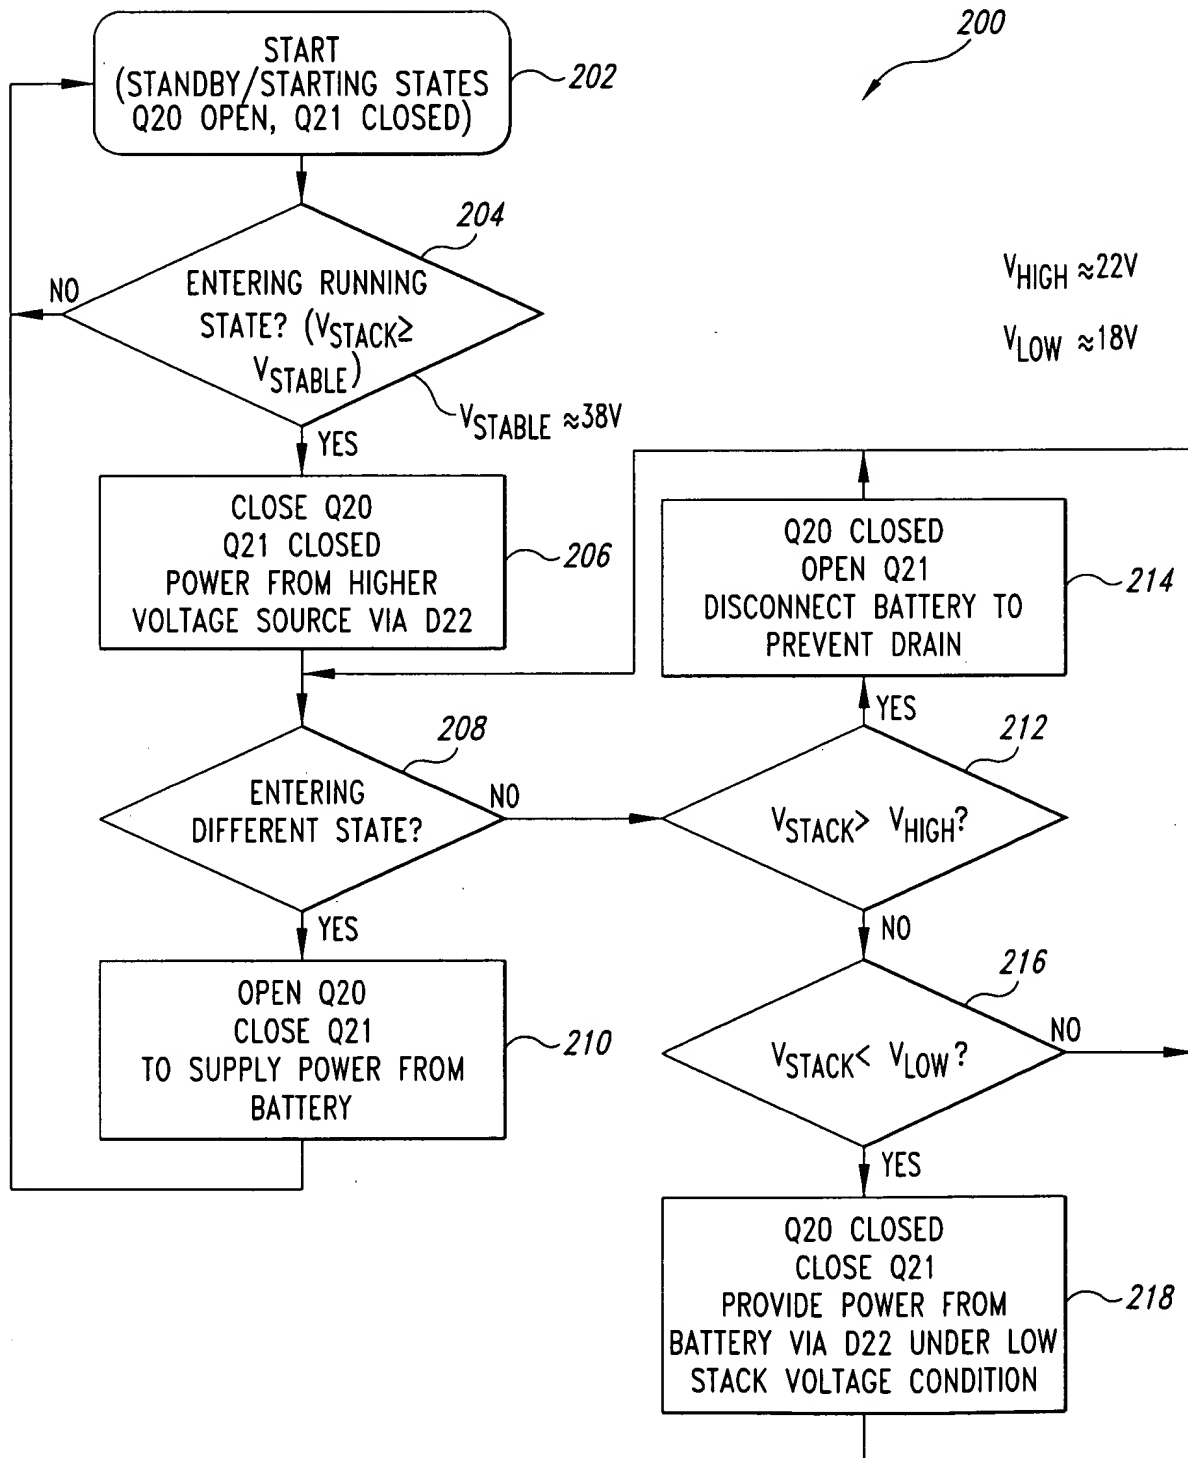 200
START
(STANDBY/STARTING STATES
Q20 OPEN, Q21 CLOSED)
202
204
NO
ENTERING RUNNING
STATE? (VSTACK≥
VSTABLE)
VSTABLE ≈38V
VHIGH ≈22V
VLOW ≈18V
YES
CLOSE Q20
Q21 CLOSED
POWER FROM HIGHER
VOLTAGE SOURCE VIA D22
206
Q20 CLOSED
OPEN Q21
DISCONNECT BATTERY TO
PREVENT DRAIN
214
YES
208
ENTERING
DIFFERENT STATE?
NO
212
VSTACK> VHIGH?
YES
NO
OPEN Q20
CLOSE Q21
TO SUPPLY POWER FROM
BATTERY
210
216
VSTACK< VLOW?
NO
YES
Q20 CLOSED
CLOSE Q21
PROVIDE POWER FROM
BATTERY VIA D22 UNDER LOW
STACK VOLTAGE CONDITION
218